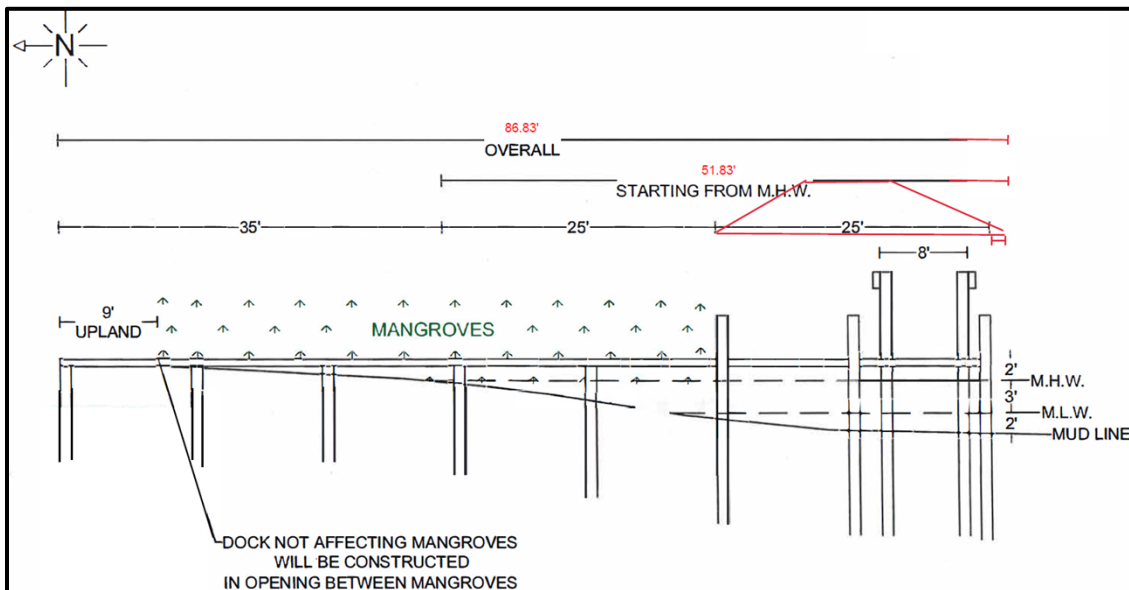 N
86.83'
OVERALL
51.83'
STARTING FROM M.H.W.
35'
25'
25'
8'
9'
UPLAND
MANGROVES
2'
M.H.W.
3'
M.L.W.
2'
MUD LINE
DOCK NOT AFFECTING MANGROVES
WILL BE CONSTRUCTED
IN OPENING BETWEEN MANGROVES